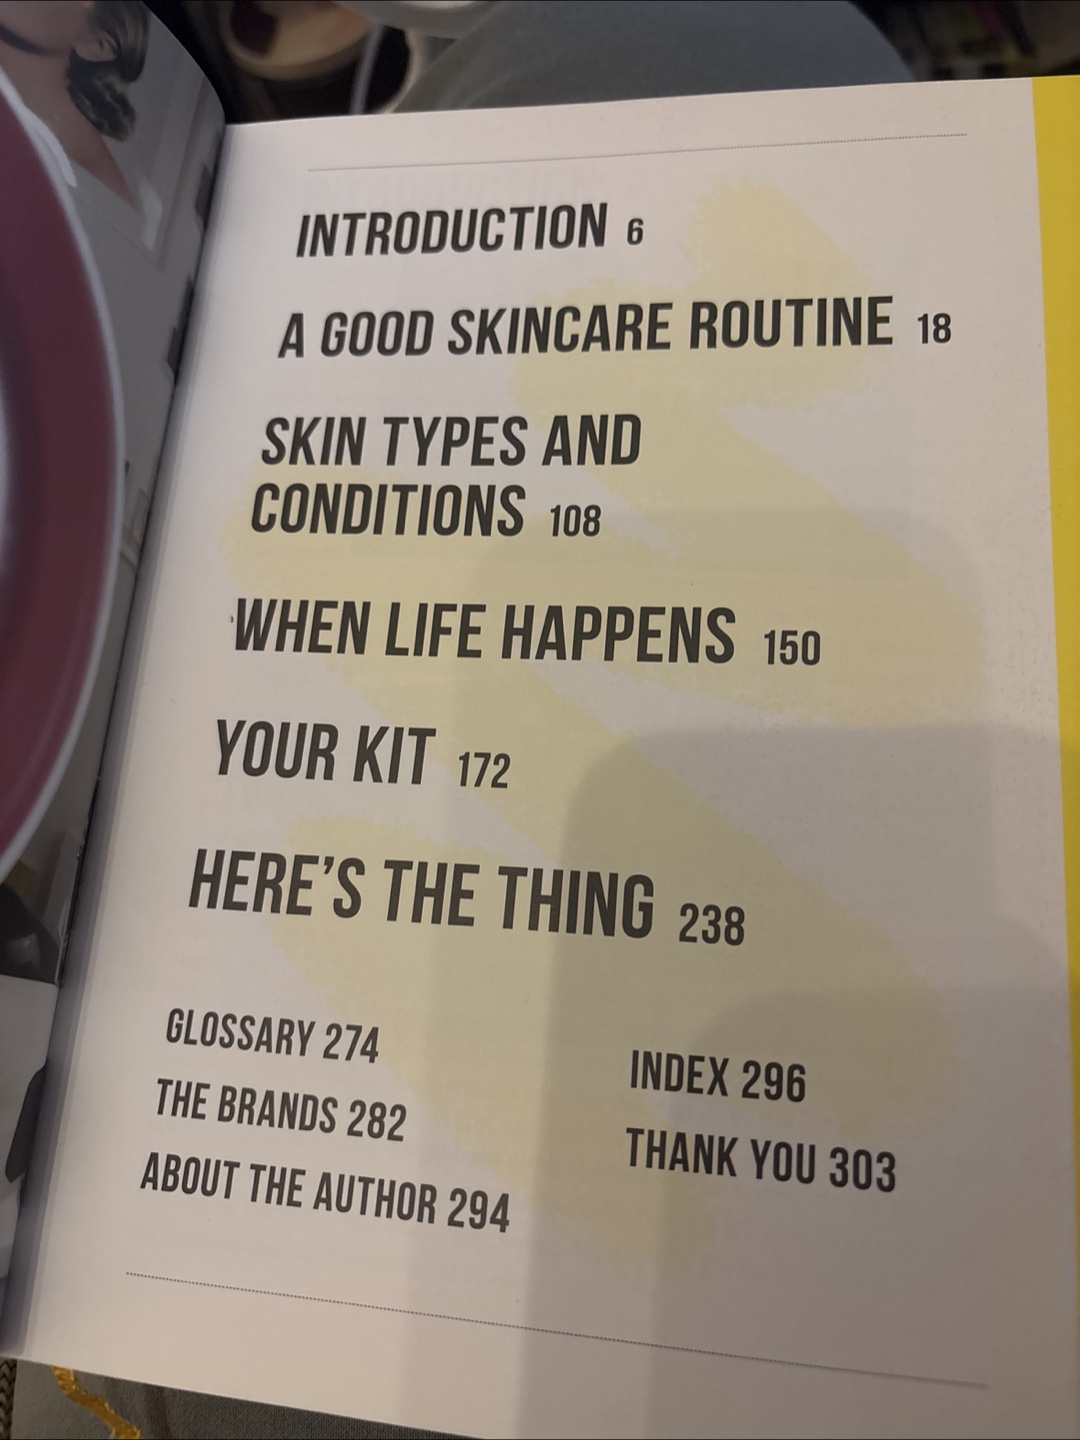 INTRODUCTION 6
A GOOD SKINCARE ROUTINE 18
SKIN TYPES AND
CONDITIONS 108
WHEN LIFE HAPPENS 150
YOUR KIT 172
HERE'S THE THING 238
GLOSSARY 274
THE BRANDS 282
ABOUT THE AUTHOR 294
INDEX 296
THANK YOU 303